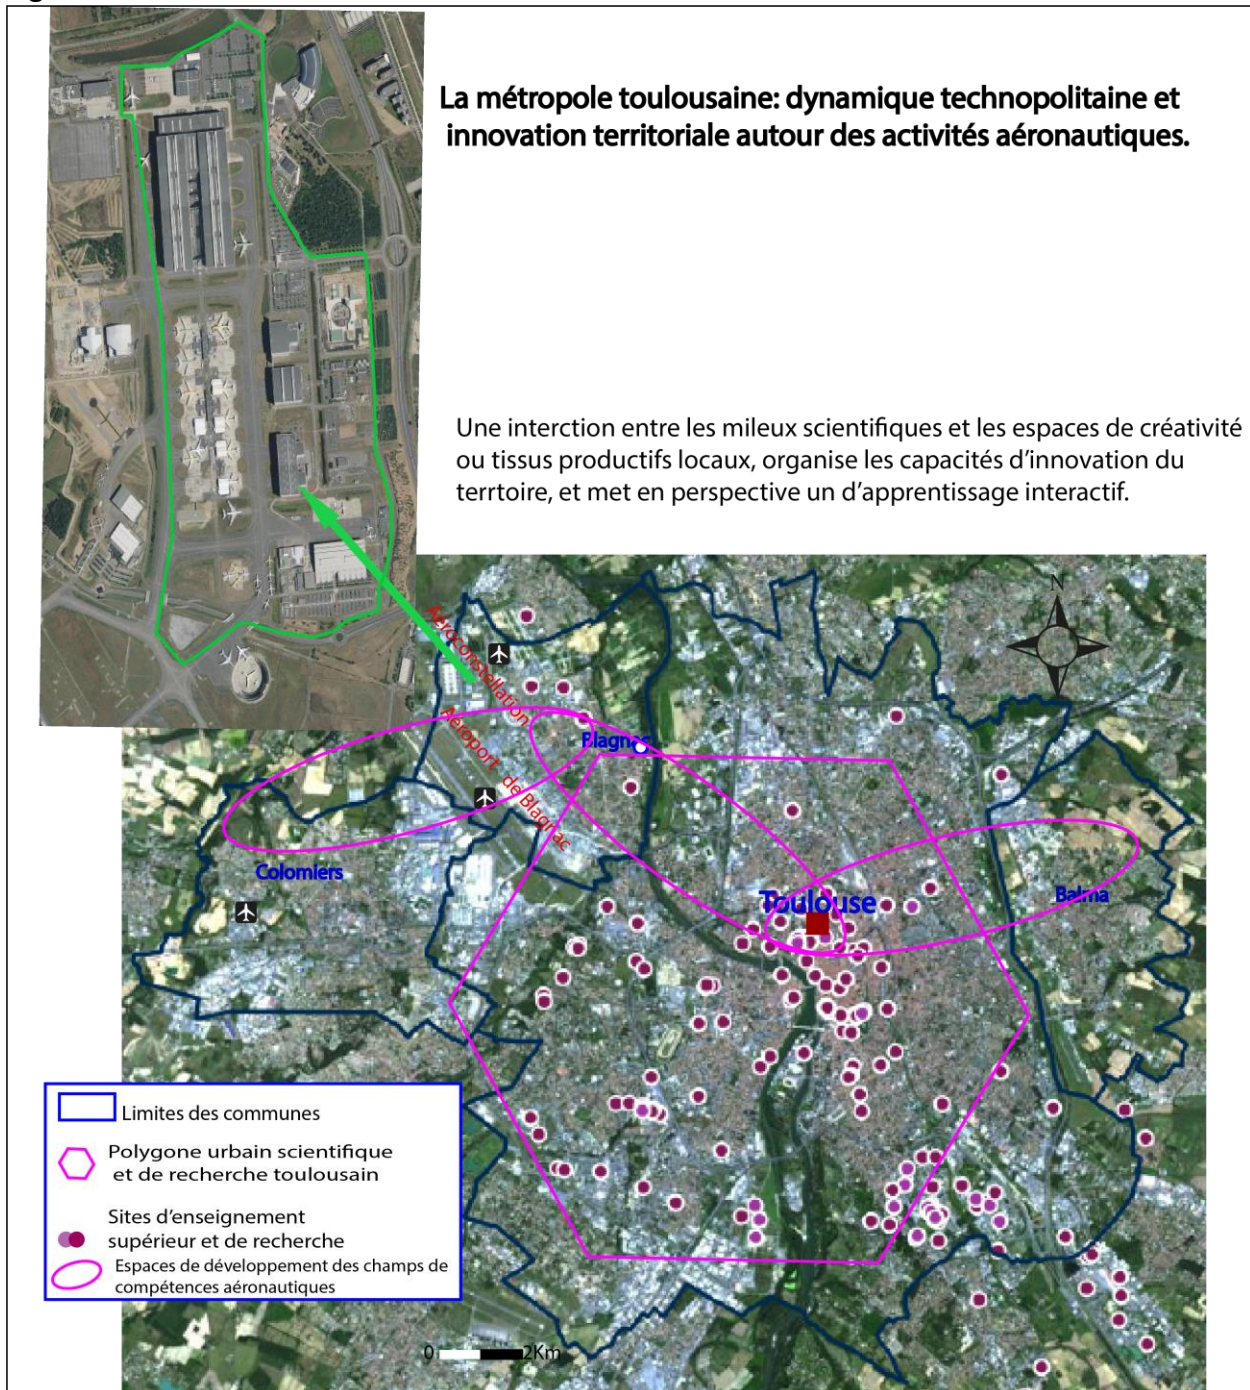 La métropole toulousaine: dynamique technopolitaine et
innovation territoriale autour des activités aéronautiques.
Une interction entre les mileux scientifiques et les espaces de créativité
ou tissus productifs locaux, organise les capacités d'innovation du
terrtoire, et met en perspective un d'apprentissage interactif.
N
Aéroconstellation
Aéroport de Blagnac
Blagnac
Colomiers
Toulouse
Balma
Limites des communes
Polygone urbain scientifique
et de recherche toulousain
Sites d'enseignement
supérieur et de recherche
Espaces de développement des champs de
compétences aéronautiques
0 2Km